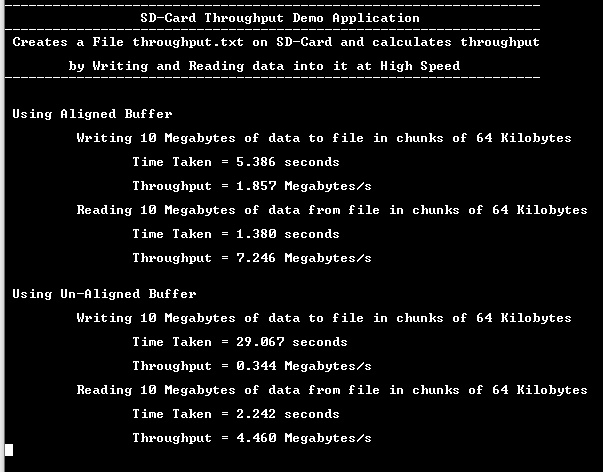 --------------------------------------------------------------------
SD-Card Throughput Demo Application
--------------------------------------------------------------------
Creates a File throughput.txt on SD-Card and calculates throughput
by Writing and Reading data into it at High Speed
--------------------------------------------------------------------
Using Aligned Buffer
Writing 10 Megabytes of data to file in chunks of 64 Kilobytes
Time Taken = 5.386 seconds
Throughput = 1.857 Megabytes/s
Reading 10 Megabytes of data from file in chunks of 64 Kilobytes
Time Taken = 1.380 seconds
Throughput = 7.246 Megabytes/s
Using Un-Aligned Buffer
Writing 10 Megabytes of data to file in chunks of 64 Kilobytes
Time Taken = 29.067 seconds
Throughput = 0.344 Megabytes/s
Reading 10 Megabytes of data from file in chunks of 64 Kilobytes
Time Taken = 2.242 seconds
Throughput = 4.460 Megabytes/s